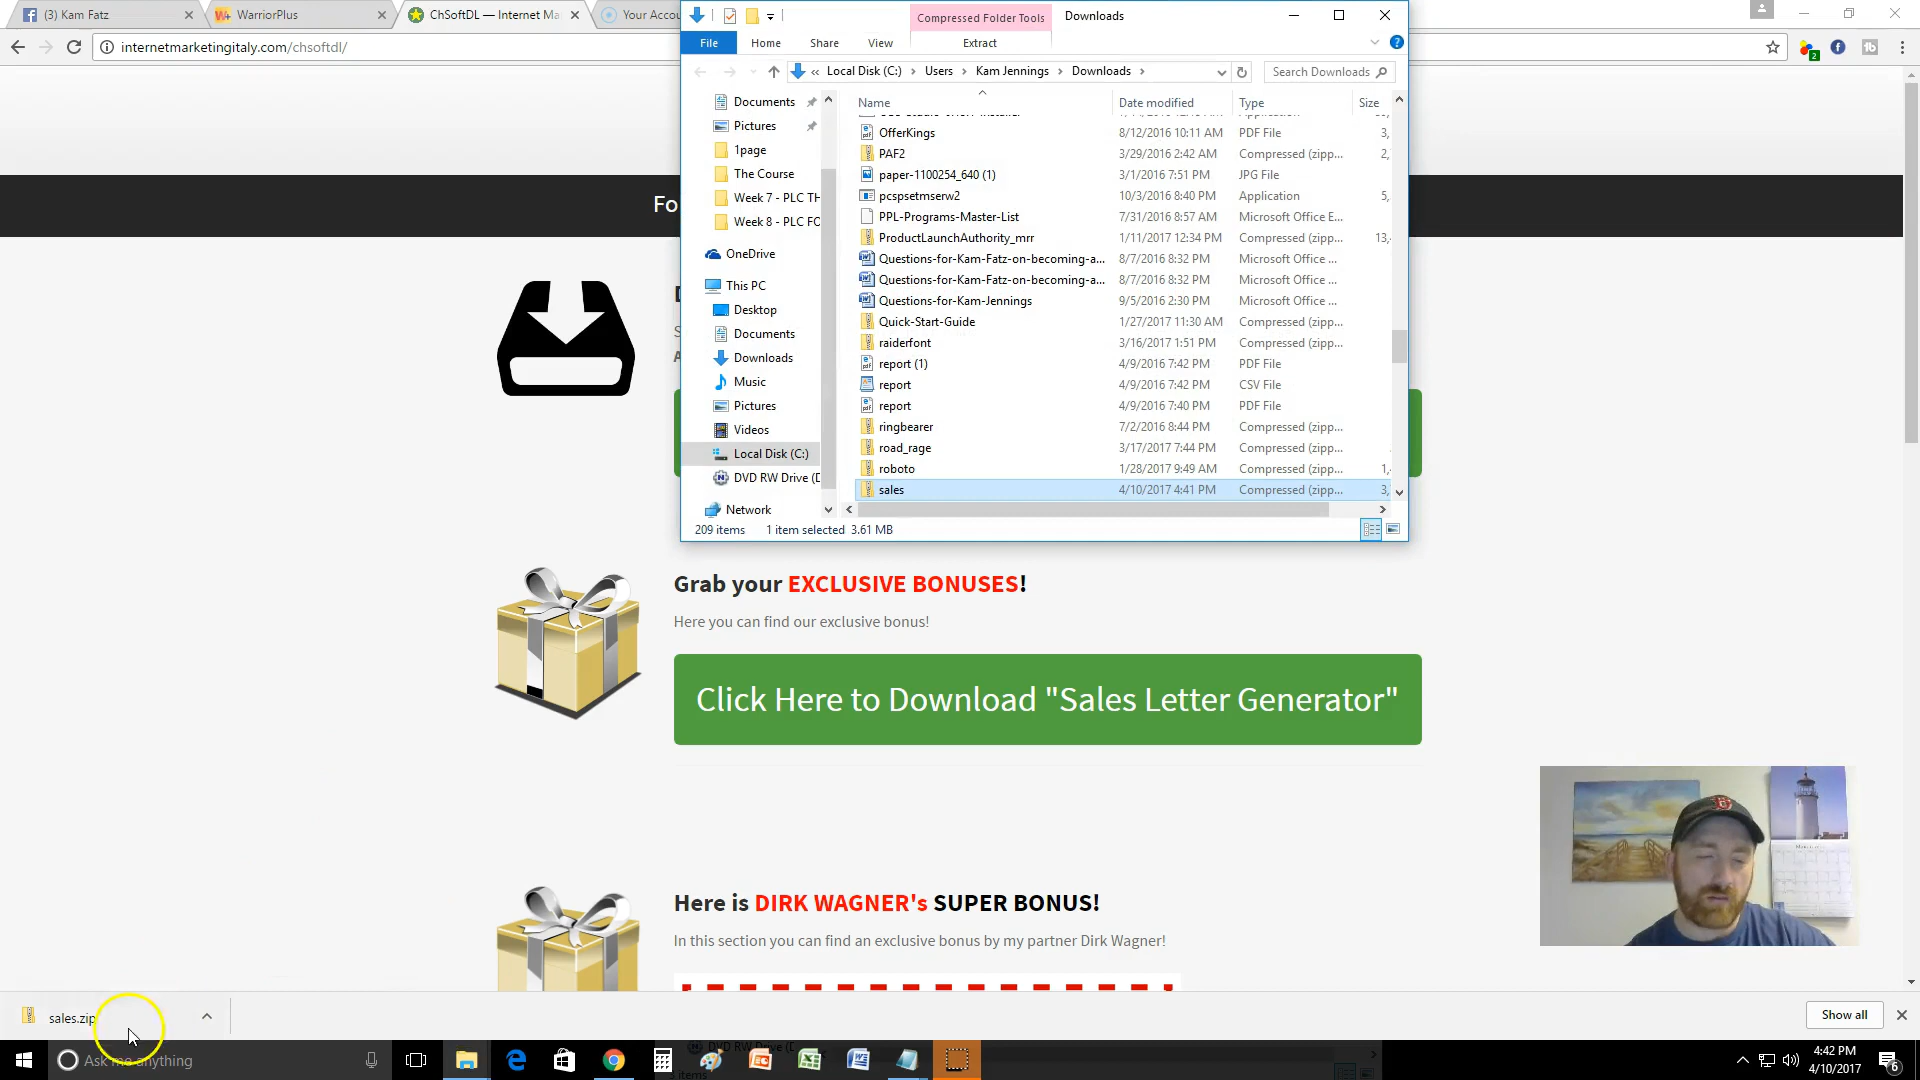 (3) Kam Fatz
WarriorPlus
ChSoftDL — Internet Ma
Your Accou
internetmarketingitaly.com/chsoftdl/
2
Compressed Folder Tools
Downloads
File
Home
Share
View
Extract
« Local Disk (C:) › Users › Kam Jennings › Downloads ›
Search Downloads
Documents
Pictures
1page
The Course
Week 7 - PLC TH
Week 8 - PLC FO
OneDrive
This PC
Desktop
Documents
Downloads
Music
Pictures
Videos
Local Disk (C:)
DVD RW Drive (D
Network
Name Date modified Type Size
OfferKings 8/12/2016 10:11 AM PDF File 3,
PAF2 3/29/2016 2:42 AM Compressed (zipp... 2,
paper-1100254_640 (1) 3/1/2016 7:51 PM JPG File
pcspsetmserw2 10/3/2016 8:40 PM Application 5,
PPL-Programs-Master-List 7/31/2016 8:57 AM Microsoft Office E...
ProductLaunchAuthority_mrr 1/11/2017 12:34 PM Compressed (zipp... 13,
Questions-for-Kam-Fatz-on-becoming-a... 8/7/2016 8:32 PM Microsoft Office ...
Questions-for-Kam-Fatz-on-becoming-a... 8/7/2016 8:32 PM Microsoft Office ...
Questions-for-Kam-Jennings 9/5/2016 2:30 PM Microsoft Office ...
Quick-Start-Guide 1/27/2017 11:30 AM Compressed (zipp...
raiderfont 3/16/2017 1:51 PM Compressed (zipp...
report (1) 4/9/2016 7:42 PM PDF File
report 4/9/2016 7:42 PM CSV File
report 4/9/2016 7:40 PM PDF File
ringbearer 7/2/2016 8:44 PM Compressed (zipp...
road_rage 3/17/2017 7:44 PM Compressed (zipp...
roboto 1/28/2017 9:49 AM Compressed (zipp... 1,
sales 4/10/2017 4:41 PM Compressed (zipp... 3,
209 items 1 item selected 3.61 MB
Fo
Grab your EXCLUSIVE BONUSES!
Here you can find our exclusive bonus!
Click Here to Download "Sales Letter Generator"
Here is DIRK WAGNER's SUPER BONUS!
In this section you can find an exclusive bonus by my partner Dirk Wagner!
sales.zip
Show all
Ask me anything
4:42 PM
4/10/2017
6